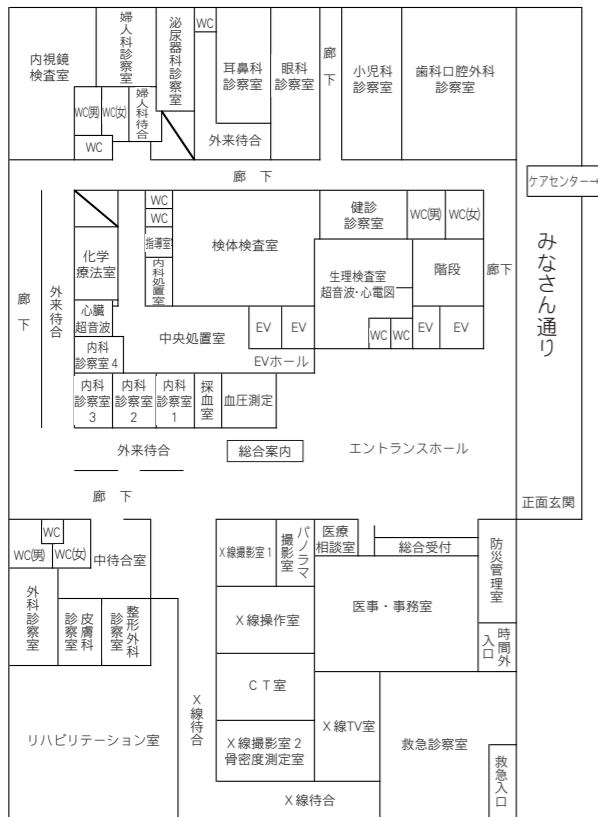 内視鏡
検査室
婦人科診察室
泌尿器科診察室
WC
耳鼻科
診察室
眼科
診察室
廊下
小児科
診察室
歯科口腔外科
診察室
WC(男)
WC(女)
婦人科待合
WC
外来待合
廊 下
ケアセンター→
WC
WC
指導室
内科処置室
検体検査室
健診
診察室
WC(男)
WC(女)
化学
療法室
生理検査室
超音波・心電図
階段
廊下
みなさん通り
廊下
外来待合
心臓
超音波
中央処置室
EV
EV
WC
WC
EV
EV
内科
診察室4
EVホール
内科
診察室
3
内科
診察室
2
内科
診察室
1
採血室
血圧測定
外来待合
総合案内
エントランスホール
廊 下
正面玄関
WC
WC(男)
WC(女)
中待合室
X線撮影室1
パノラマ
撮影室
医療
相談室
総合受付
防災管理室
外科診察室
皮膚科
診察室
整形外科
診察室
X線操作室
医事・事務室
時間外
入口
CT室
X線待合
リハビリテーション室
X線撮影室2
骨密度測定室
X線TV室
救急診察室
救急入口
X線待合